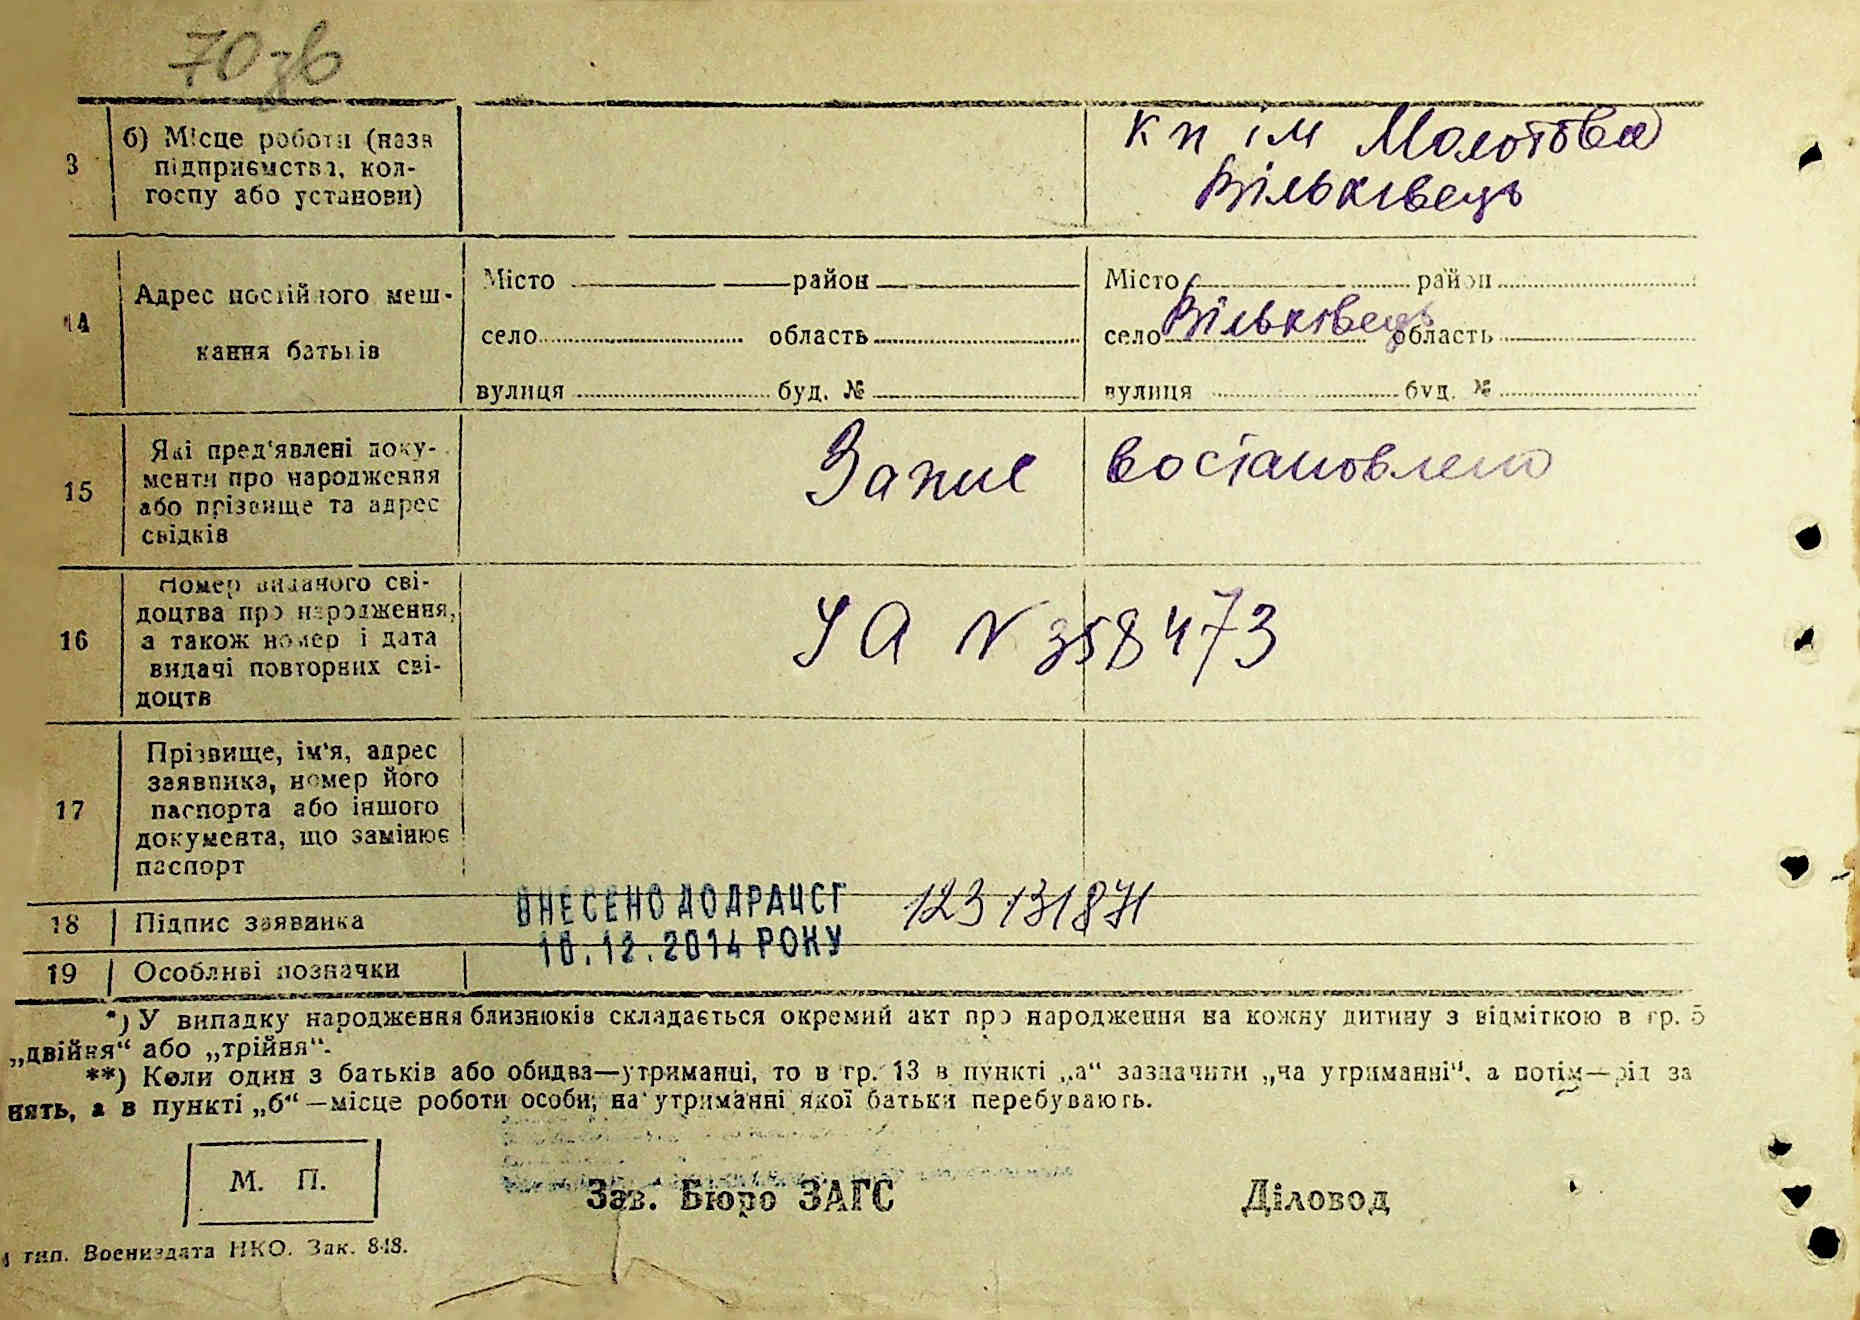 70зв
3 б) Місце роботи (назв
підприємства, кол-
госпу або установи)
кп ім Молотова
Вільківець
14 Адрес постійного меш-
кання батьків
Місто район
село область
вулиця буд. №
Місто район
село Вільківець область
вулиця буд. №
15 Які пред'явлені доку-
менти про народження
або прізвище та адрес
свідків
Запис востановлено
16 Номер виданого сві-
доцтва про народження,
а також номер і дата
видачі повторних сві-
доцтв
УА N 358473
17 Прізвище, ім'я, адрес
заявника, номер його
паспорта або іншого
документа, що замінює
паспорт
18 Підпис заявника
ВНЕСЕНО ДО ДРАЦСГ 12313187
10.12.2014 РОКУ
19 Особливі позначки
*) У випадку народження близнюків складається окремий акт про народження на кожну дитину з відміткою в гр. 5
„двійня“ або „трійня“.
**) Коли один з батьків або обидва—утриманці, то в гр. 13 в пункті „а“ зазначити „на утриманні“, а потім—рід за
нять, а в пункті „б“—місце роботи особи, на утриманні якої батьки перебувають.
М. П.
Зав. Бюро ЗАГС Діловод
тип. Воениздата НКО. Зак. 848.